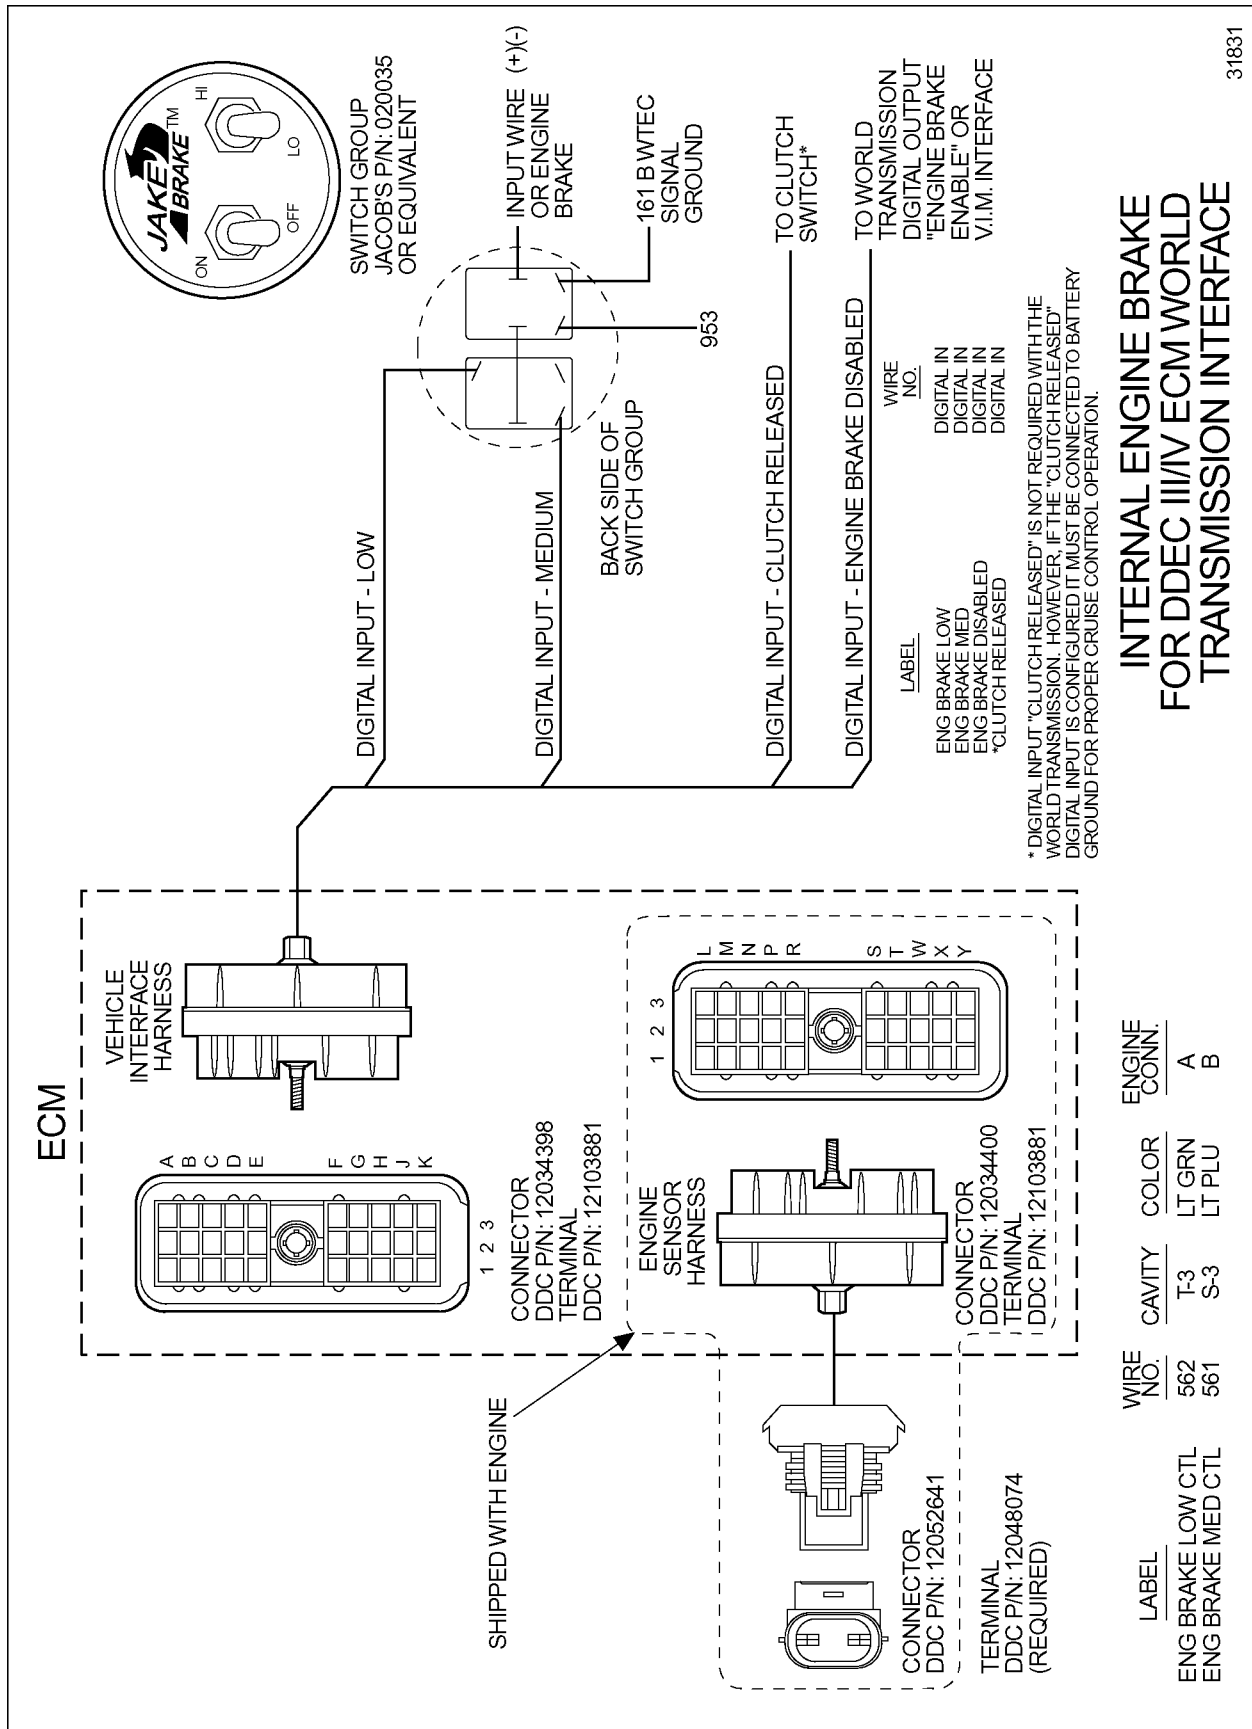 ECM
VEHICLE
INTERFACE
HARNESS
A
B
C
D
E
F
G
H
J
K
1 2 3
CONNECTOR
DDC P/N: 12034398
TERMINAL
DDC P/N: 12103881
SHIPPED WITH ENGINE
ENGINE
SENSOR
HARNESS
1 2 3
L
M
N
P
R
S
T
W
X
Y
CONNECTOR
DDC P/N: 12034400
TERMINAL
DDC P/N: 12103881
CONNECTOR
DDC P/N: 12052641
TERMINAL
DDC P/N: 12048074
(REQUIRED)
JAKE
BRAKE TM
ON
OFF
HI
LO
SWITCH GROUP
JACOB'S P/N: 020035
OR EQUIVALENT
DIGITAL INPUT - LOW
DIGITAL INPUT - MEDIUM
INPUT WIRE (+)(-)
OR ENGINE
BRAKE
161 B WTEC
SIGNAL
GROUND
953
BACK SIDE OF
SWITCH GROUP
DIGITAL INPUT - CLUTCH RELEASED
TO CLUTCH
SWITCH*
DIGITAL INPUT - ENGINE BRAKE DISABLED
TO WORLD
TRANSMISSION
DIGITAL OUTPUT
"ENGINE BRAKE
ENABLE" OR
V.I.M. INTERFACE
LABEL WIRE NO.
ENG BRAKE LOW DIGITAL IN
ENG BRAKE MED DIGITAL IN
ENG BRAKE DISABLED DIGITAL IN
*CLUTCH RELEASED DIGITAL IN
* DIGITAL INPUT "CLUTCH RELEASED" IS NOT REQUIRED WITH THE
WORLD TRANSMISSION. HOWEVER, IF THE "CLUTCH RELEASED"
DIGITAL INPUT IS CONFIGURED IT MUST BE CONNECTED TO BATTERY
GROUND FOR PROPER CRUISE CONTROL OPERATION.
LABEL WIRE NO. CAVITY COLOR ENGINE CONN.
ENG BRAKE LOW CTL 562 T-3 LT GRN A
ENG BRAKE MED CTL 561 S-3 LT PLU B
INTERNAL ENGINE BRAKE
FOR DDEC III/IV ECM WORLD
TRANSMISSION INTERFACE
31831